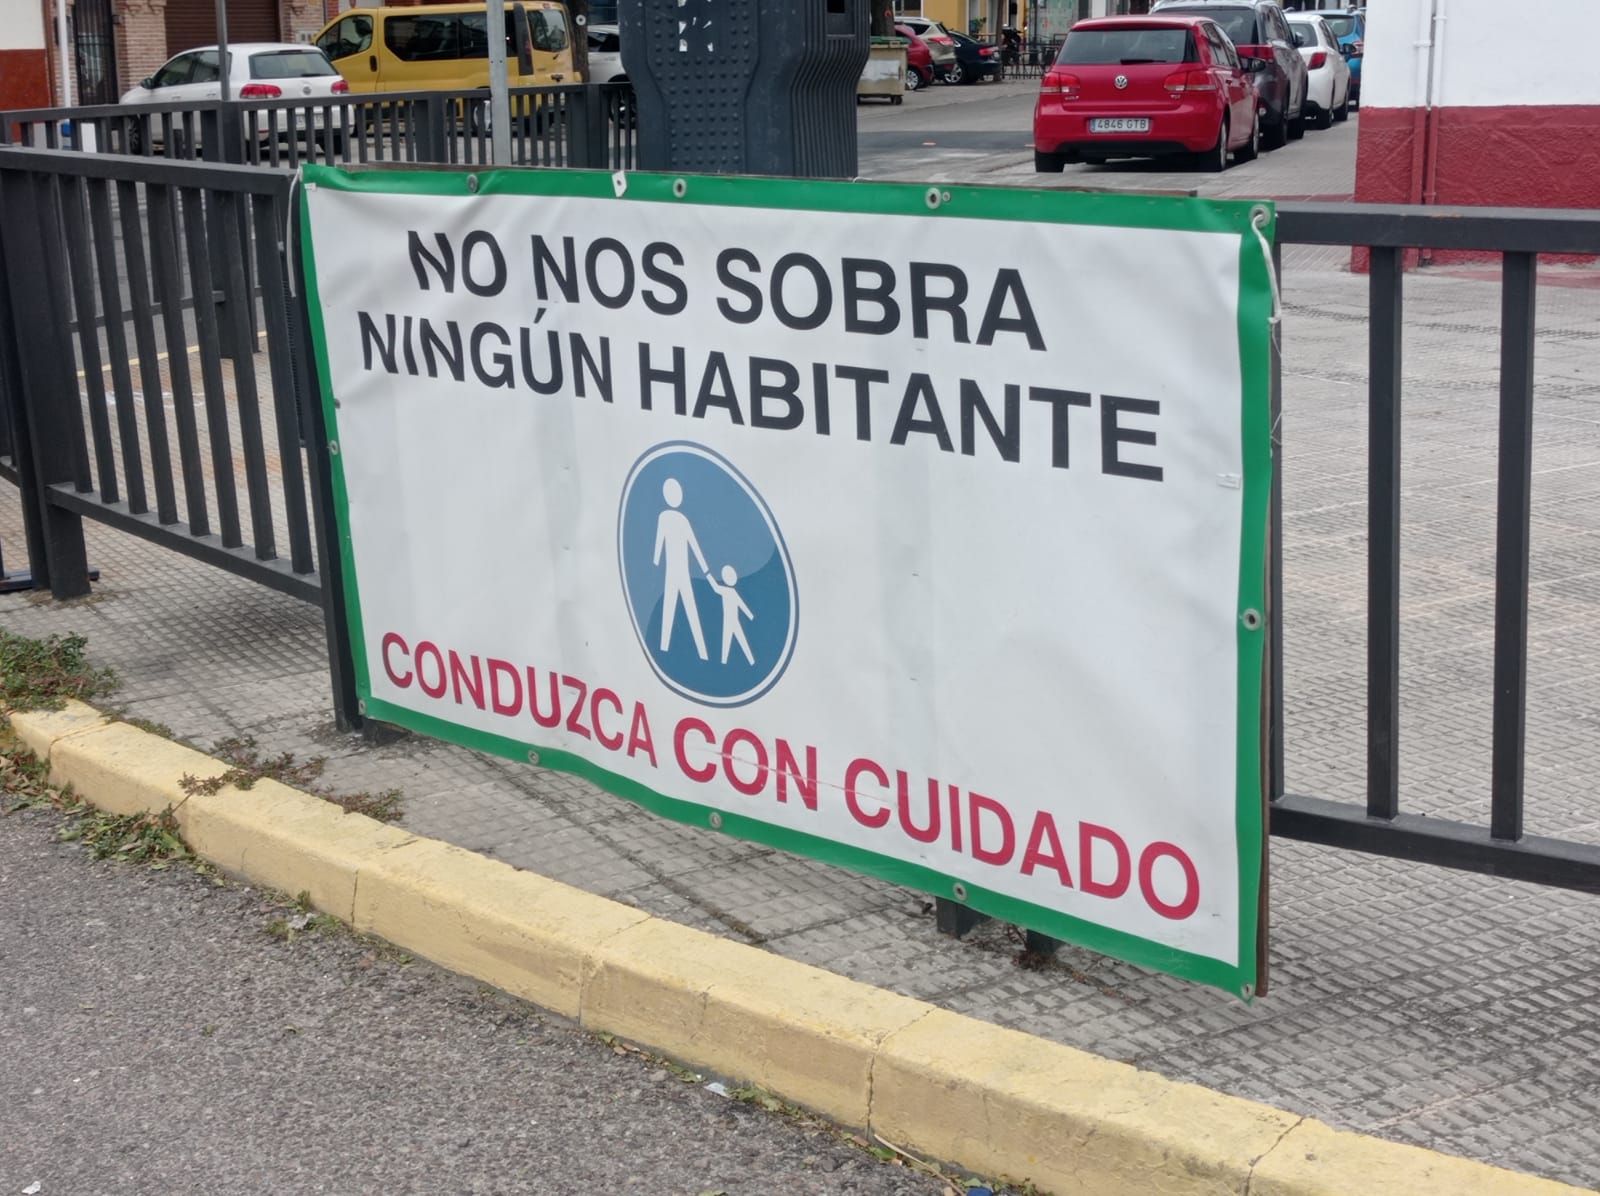 NO NOS SOBRA
NINGÚN HABITANTE
CONDUZCA CON CUIDADO
4846 GTB